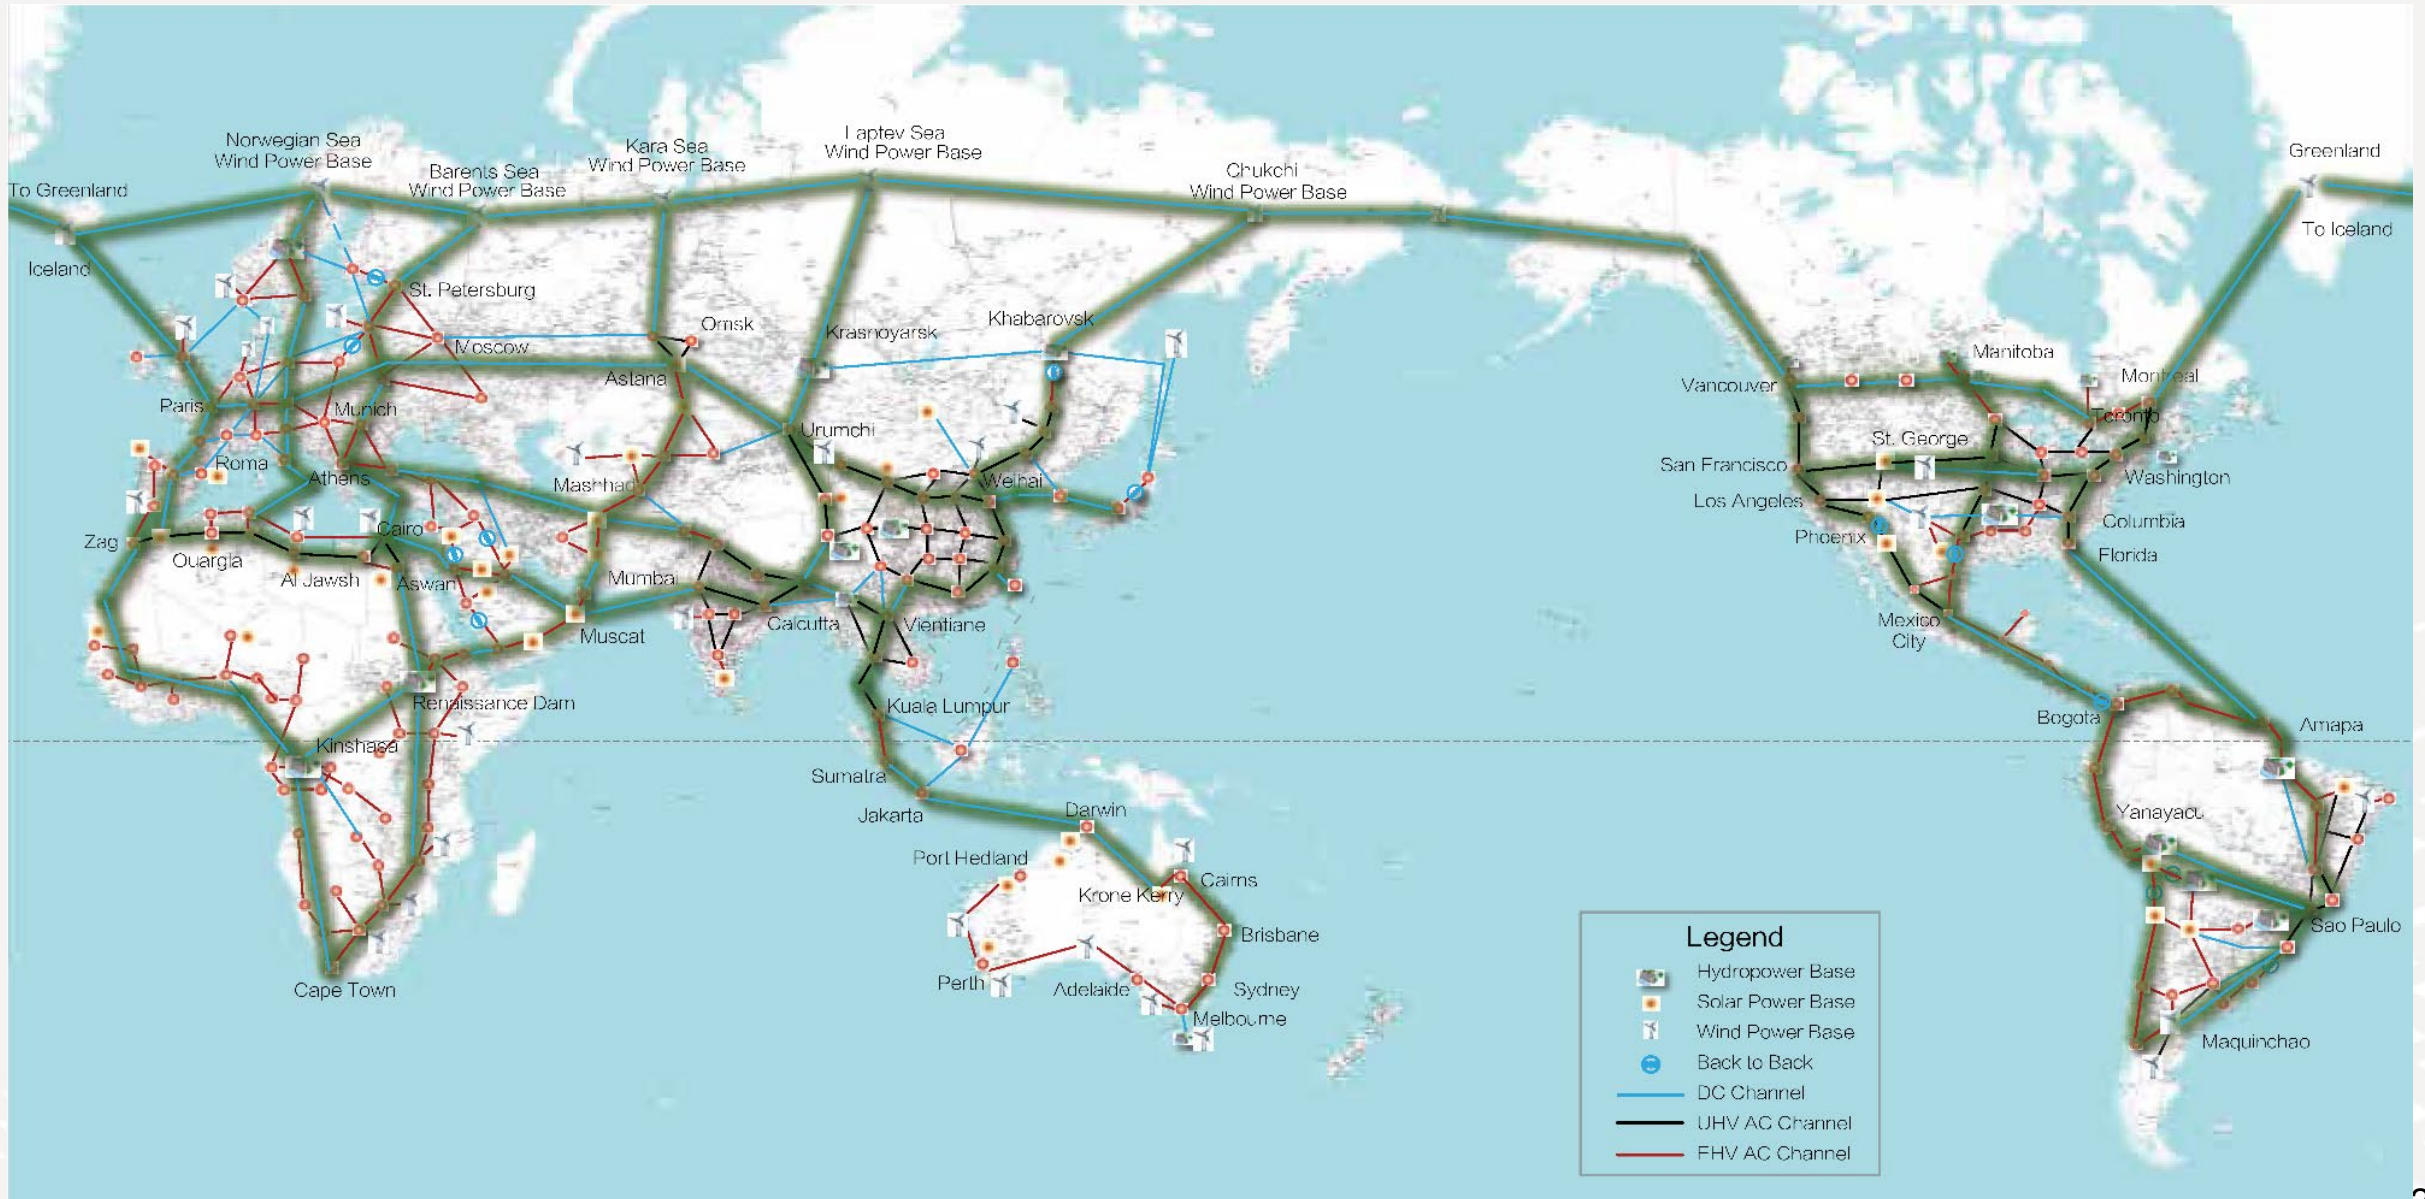 Norwegian Sea
Wind Power Base
Barents Sea
Wind Power Base
Kara Sea
Wind Power Base
Laptev Sea
Wind Power Base
Chukchi
Wind Power Base
Greenland
To Greenland
To Iceland
Iceland
St. Petersburg
Moscow
Omsk
Astana
Krasnoyarsk
Khabarovsk
Paris
Munich
Urumchi
Roma
Athens
Mashhad
Weihai
Zag
Cairo
Ouargla
Al Jawsh
Aswan
Mumbai
Muscat
Calcutta
Vientiane
Renaissance Dam
Kuala Lumpur
Kinshasa
Sumatra
Jakarta
Darwin
Port Hedland
Krone Kerry
Cairns
Brisbane
Perth
Adelaide
Sydney
Melbourne
Cape Town
Manitoba
Vancouver
Montreal
Toronto
St. George
San Francisco
Washington
Los Angeles
Phoenix
Columbia
Florida
Mexico
City
Bogota
Amapa
Yanayacu
Sao Paulo
Maquinchao
Legend
Hydropower Base
Solar Power Base
Wind Power Base
Back to Back
DC Channel
UHV AC Channel
EHV AC Channel